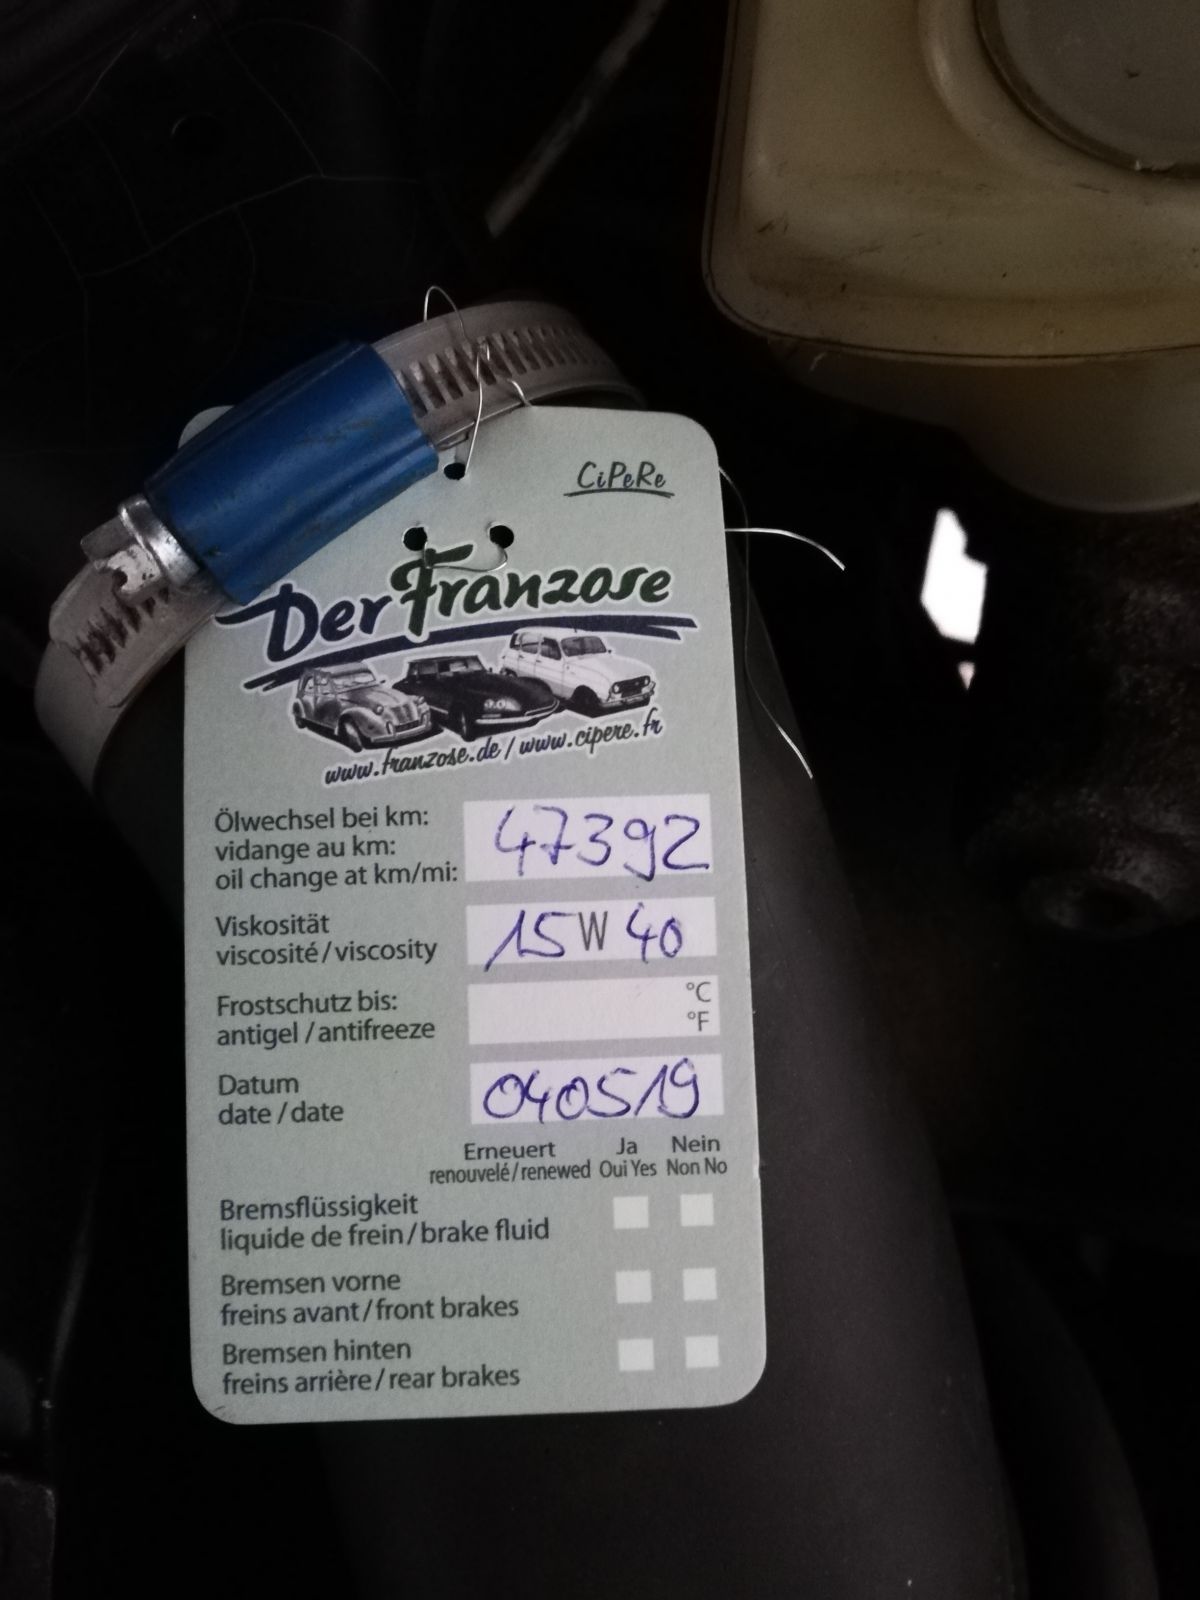 CiPeRe
Der Franzose
www.franzose.de / www.cipere.fr
Ölwechsel bei km:
vidange au km:
oil change at km/mi:
47392
Viskosität
viscosité / viscosity
15 W 40
Frostschutz bis:
antigel / antifreeze
°C
°F
Datum
date / date
040519
Erneuert Ja Nein
renouvelé / renewed Oui Yes Non No
Bremsflüssigkeit
liquide de frein / brake fluid
Bremsen vorne
freins avant / front brakes
Bremsen hinten
freins arrière / rear brakes